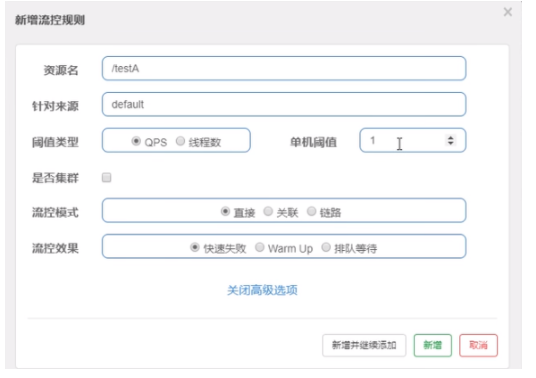 新增流控规则 ×
资源名 /testA
针对来源 default
阈值类型 QPS 线程数 单机阈值 1
是否集群
流控模式 直接 关联 链路
流控效果 快速失败 Warm Up 排队等待
关闭高级选项
新增并继续添加 新增 取消